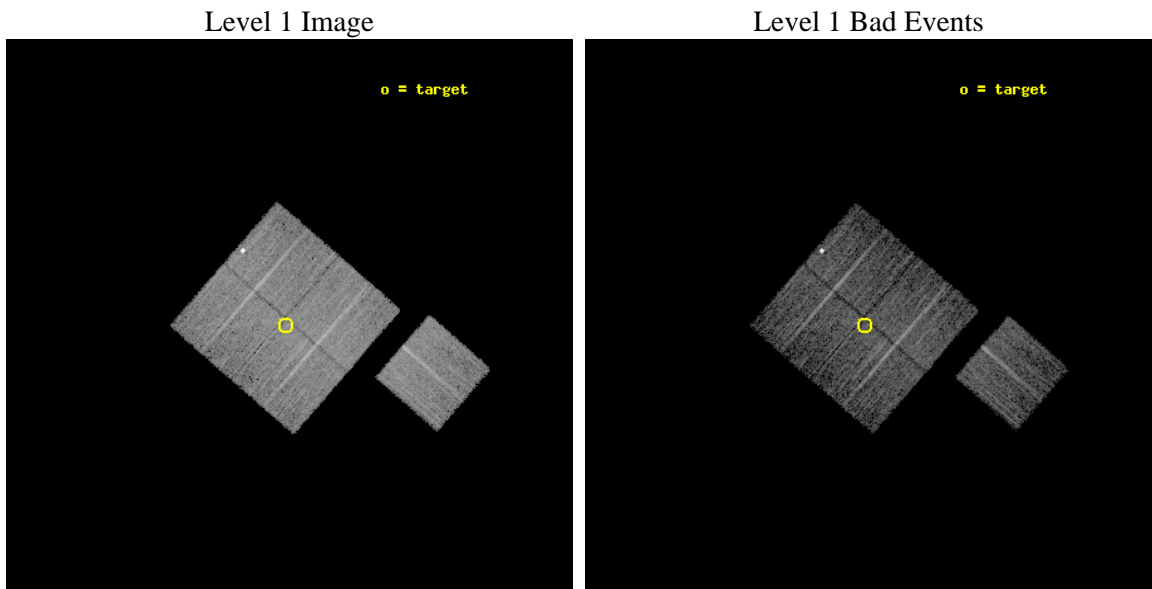 Level 1 Image
Level 1 Bad Events
o = target
o = target